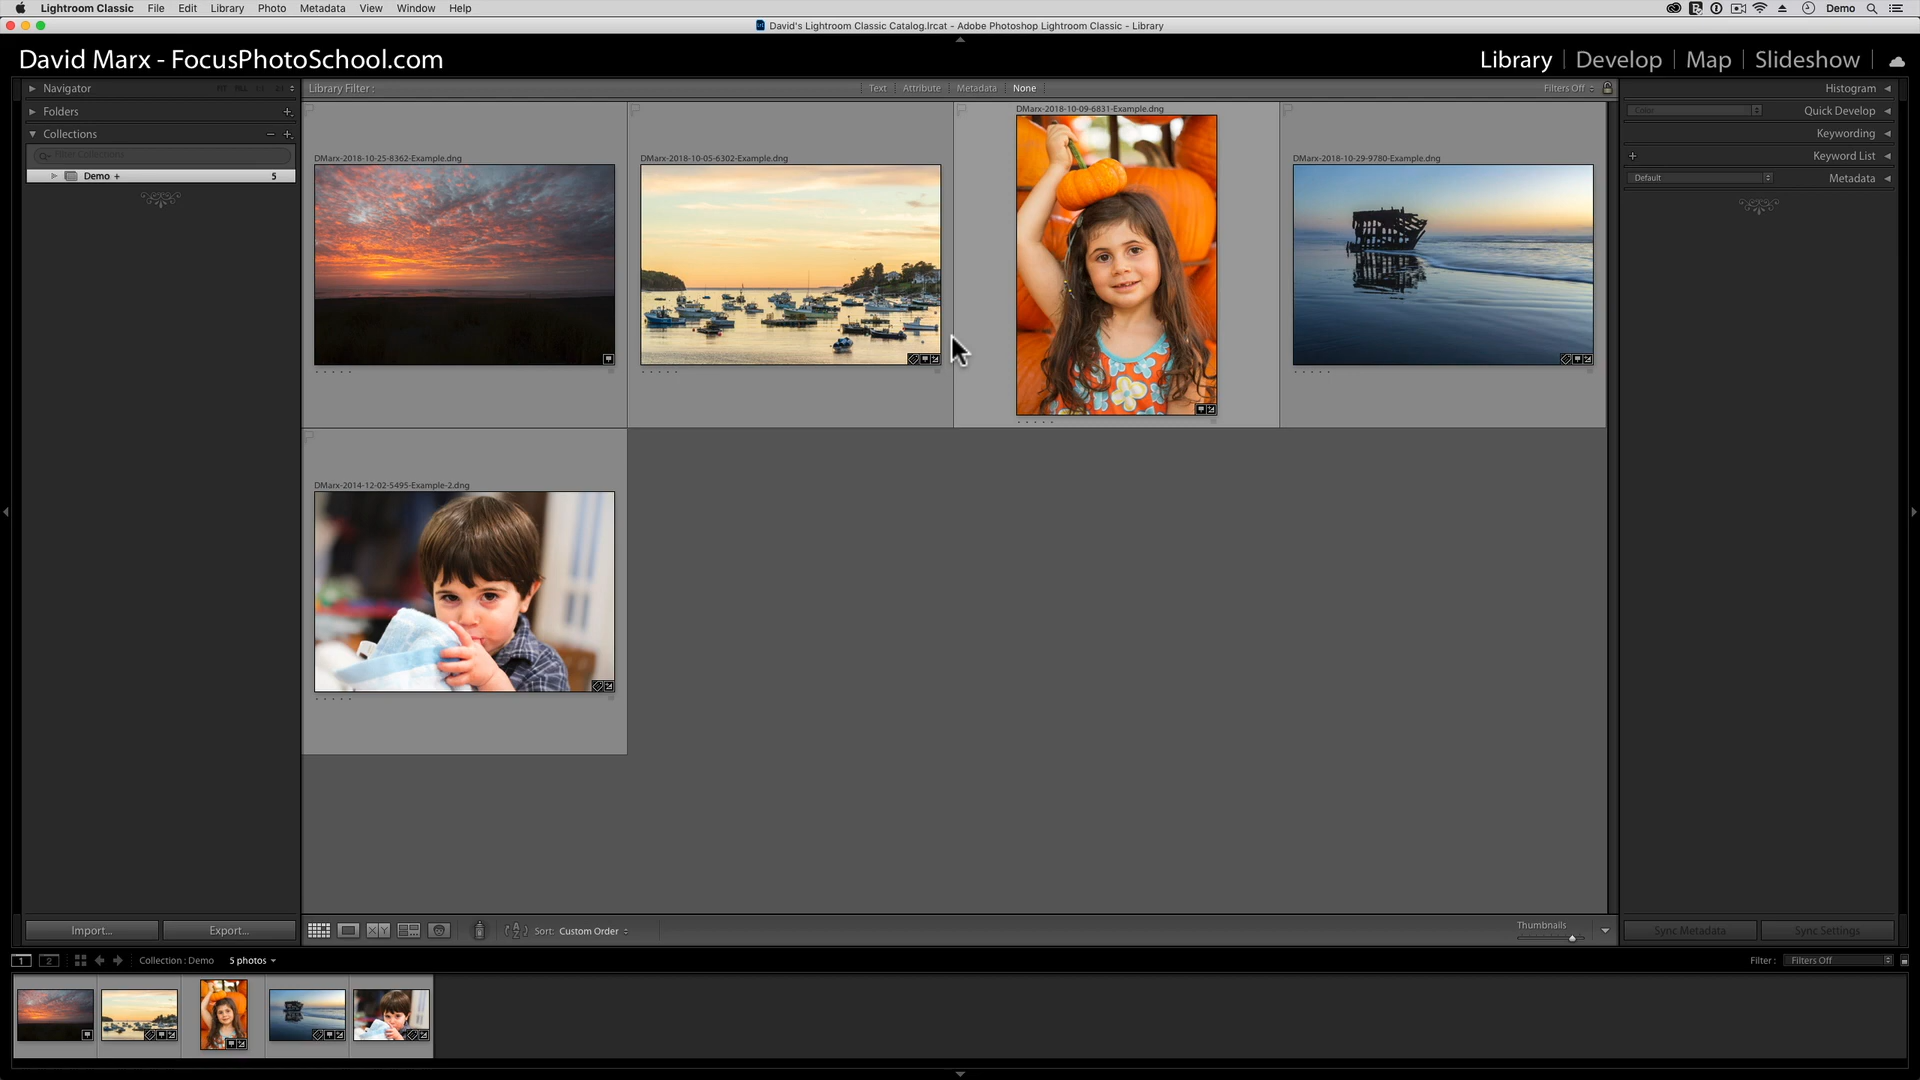 Lightroom Classic File Edit Library Photo Metadata View Window Help Demo
David's Lightroom Classic Catalog.lrcat - Adobe Photoshop Lightroom Classic - Library
David Marx - FocusPhotoSchool.com
Library | Develop | Map | Slideshow
Navigator
Folders
Collections
Filter Collections
Demo + 5
Library Filter : Text Attribute Metadata None Filters Off
Histogram
Color Quick Develop
Keywording
+ Keyword List
Default Metadata
DMarx-2018-10-25-8362-Example.dng
DMarx-2018-10-05-6302-Example.dng
DMarx-2018-10-09-6831-Example.dng
DMarx-2018-10-29-9780-Example.dng
DMarx-2014-12-02-5495-Example-2.dng
Import... Export...
XY Sort: Custom Order Thumbnails
Sync Metadata Sync Settings
1 2 Collection : Demo 5 photos Filter : Filters Off